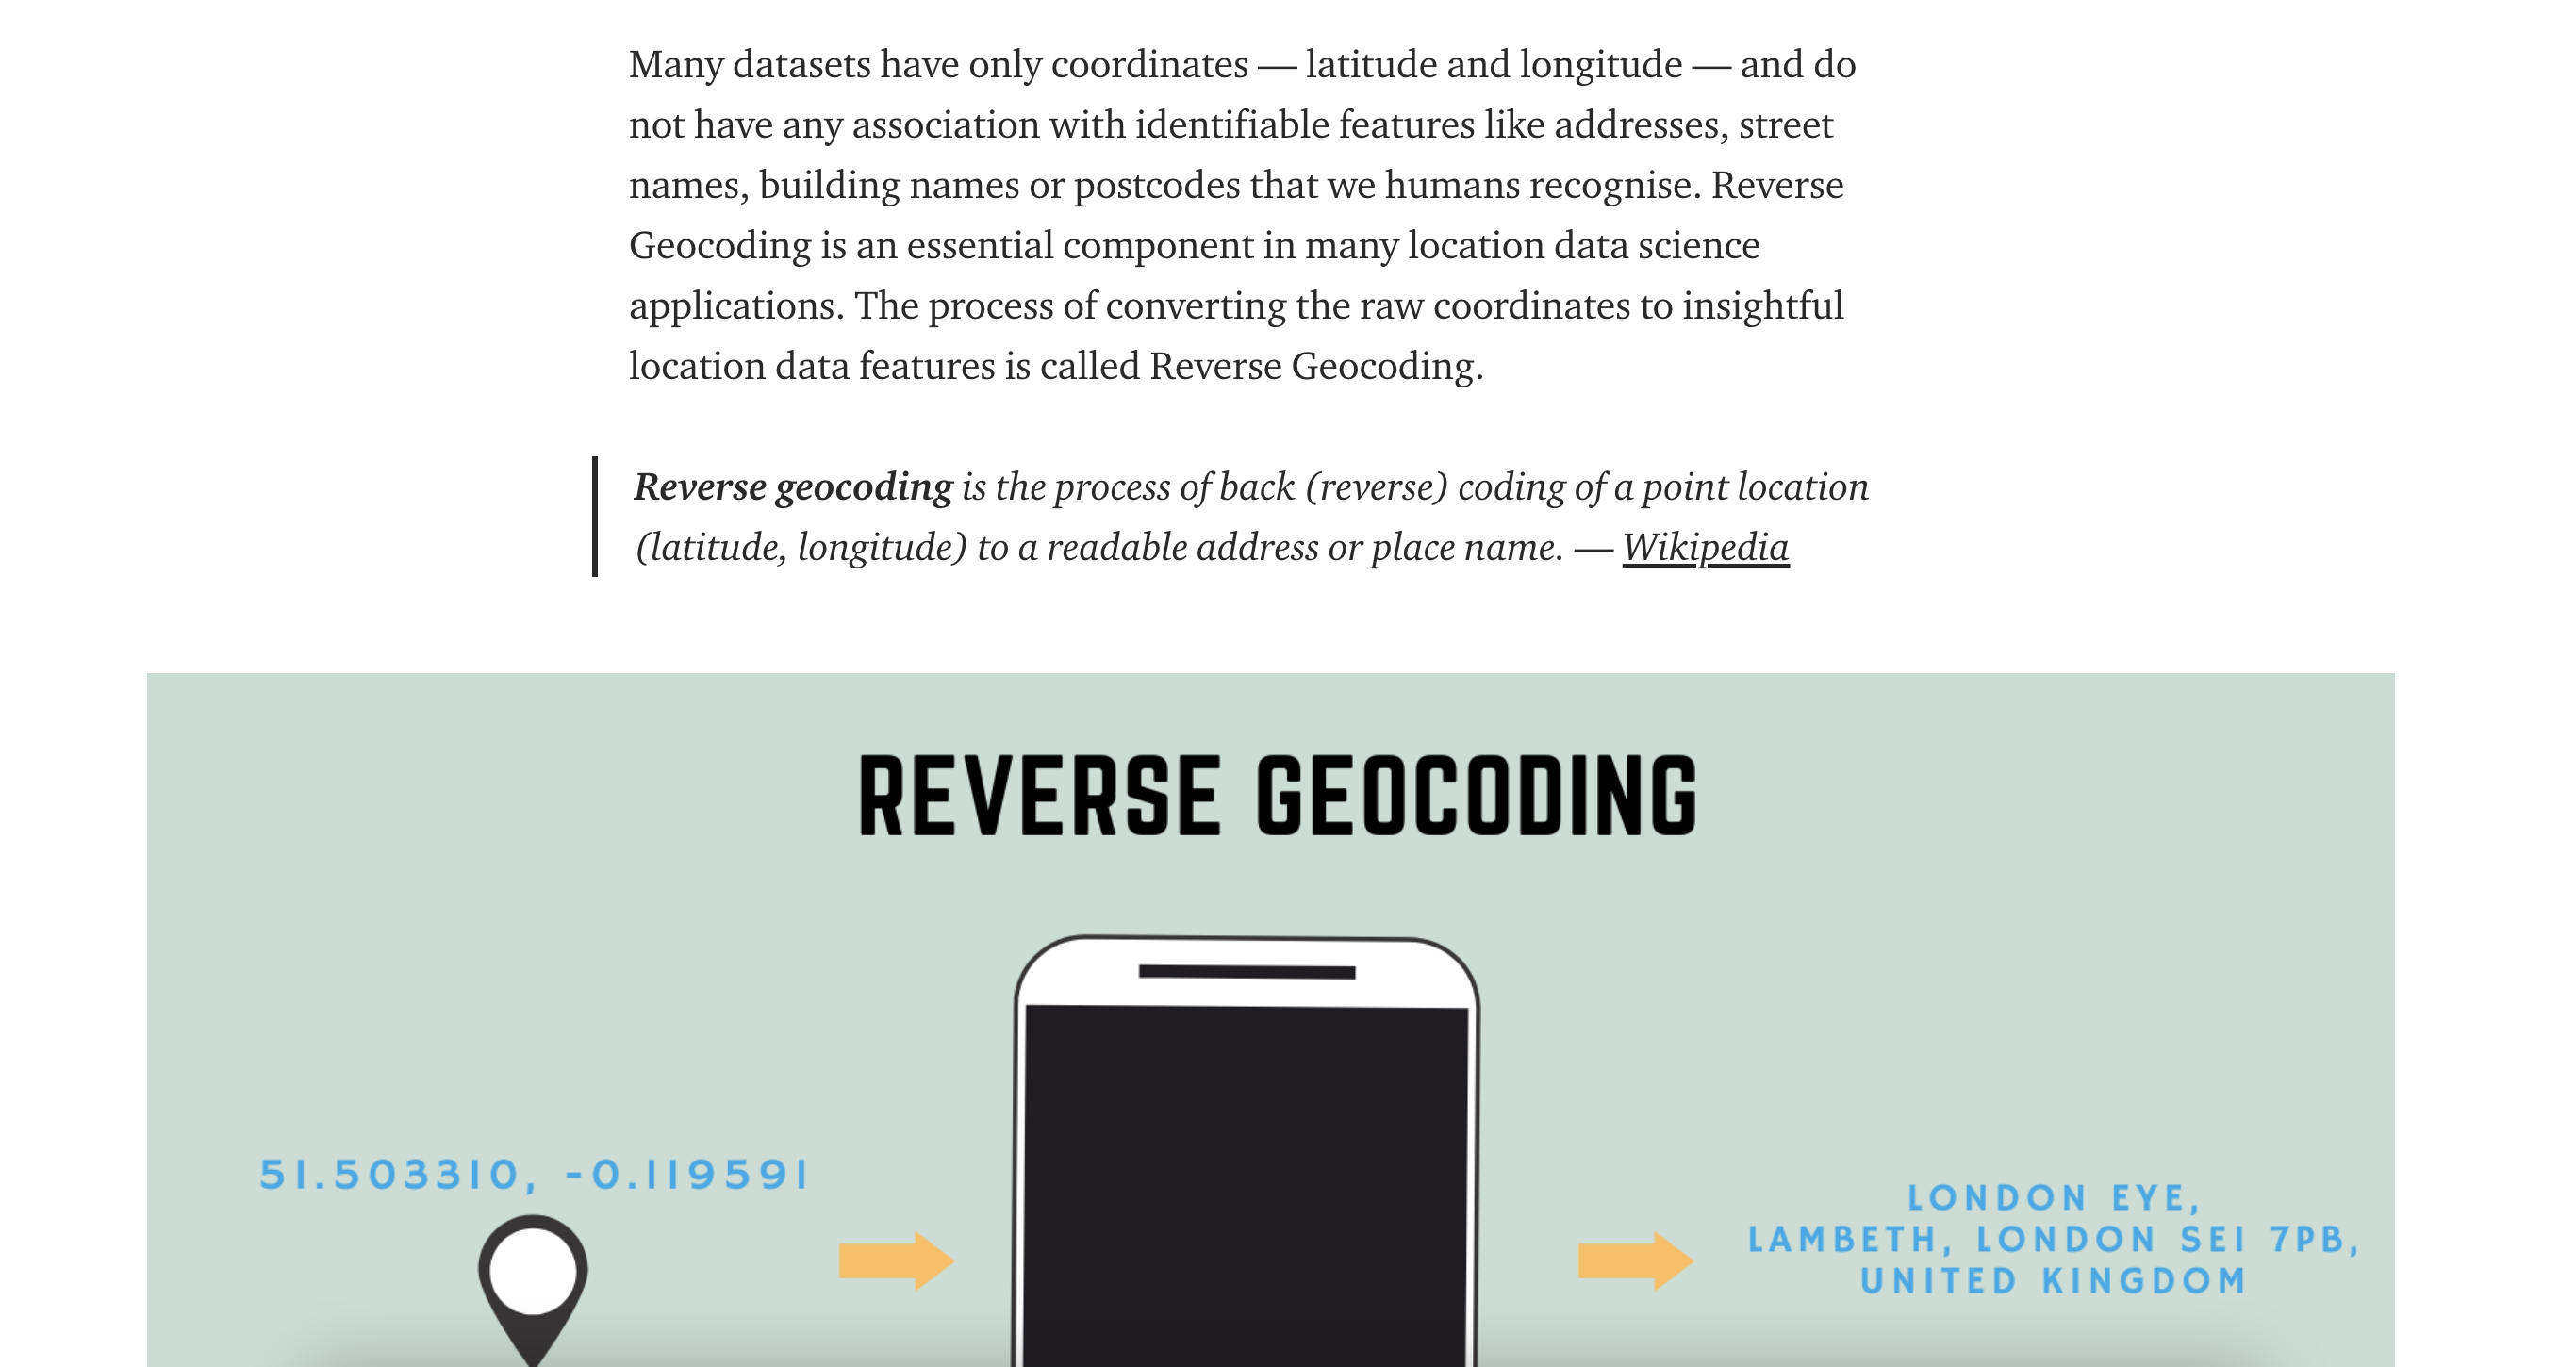 Many datasets have only coordinates — latitude and longitude — and do
not have any association with identifiable features like addresses, street
names, building names or postcodes that we humans recognise. Reverse
Geocoding is an essential component in many location data science
applications. The process of converting the raw coordinates to insightful
location data features is called Reverse Geocoding.
Reverse geocoding is the process of back (reverse) coding of a point location
(latitude, longitude) to a readable address or place name. — Wikipedia
REVERSE GEOCODING
51.503310, -0.119591
LONDON EYE,
LAMBETH, LONDON SE1 7PB,
UNITED KINGDOM